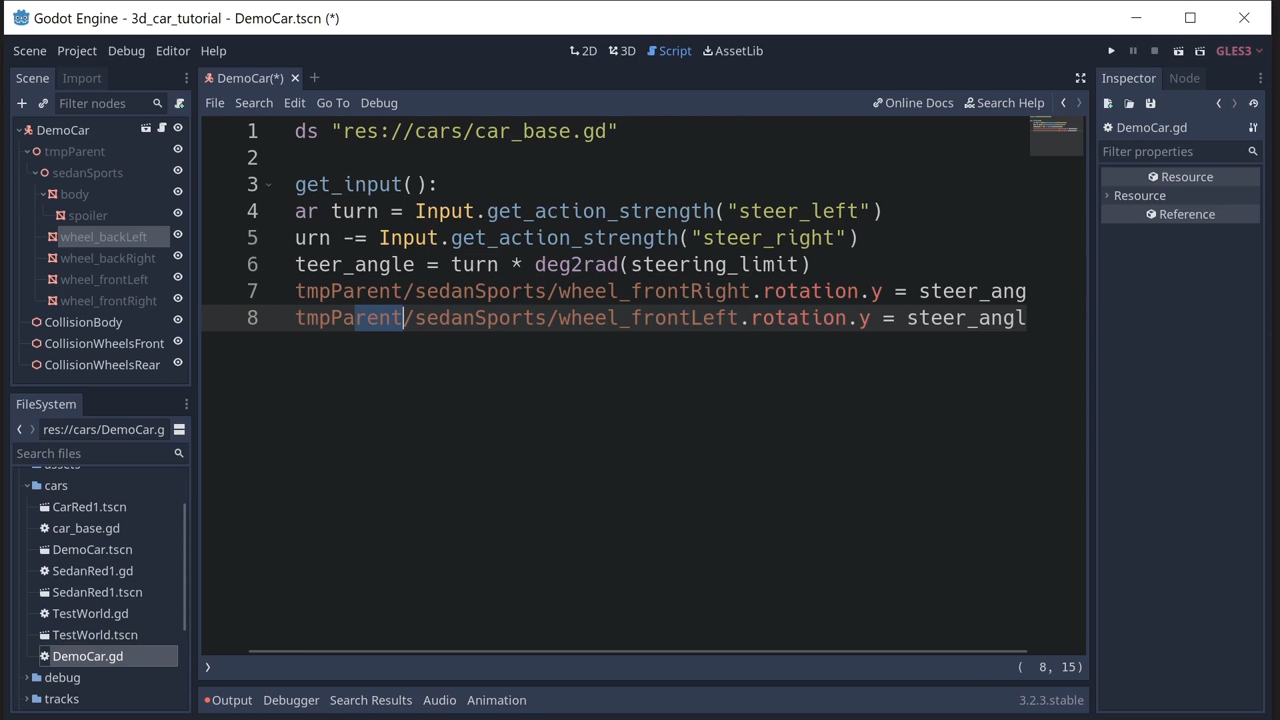 Godot Engine - 3d_car_tutorial - DemoCar.tscn (*)
Scene Project Debug Editor Help
2D 3D Script AssetLib
GLES3
Scene Import
DemoCar(*)
Inspector Node
Filter nodes
File Search Edit Go To Debug
Online Docs Search Help
DemoCar
tmpParent
sedanSports
body
spoiler
wheel_backLeft
wheel_backRight
wheel_frontLeft
wheel_frontRight
CollisionBody
CollisionWheelsFront
CollisionWheelsRear
1 ds "res://cars/car_base.gd"
2
3 get_input():
4 ar turn = Input.get_action_strength("steer_left")
5 urn -= Input.get_action_strength("steer_right")
6 teer_angle = turn * deg2rad(steering_limit)
7 tmpParent/sedanSports/wheel_frontRight.rotation.y = steer_ang
8 tmpParent/sedanSports/wheel_frontLeft.rotation.y = steer_angl
DemoCar.gd
Filter properties
Resource
Resource
Reference
FileSystem
res://cars/DemoCar.g
Search files
assets
cars
CarRed1.tscn
car_base.gd
DemoCar.tscn
SedanRed1.gd
SedanRed1.tscn
TestWorld.gd
TestWorld.tscn
DemoCar.gd
debug
tracks
( 8, 15)
Output Debugger Search Results Audio Animation
3.2.3.stable